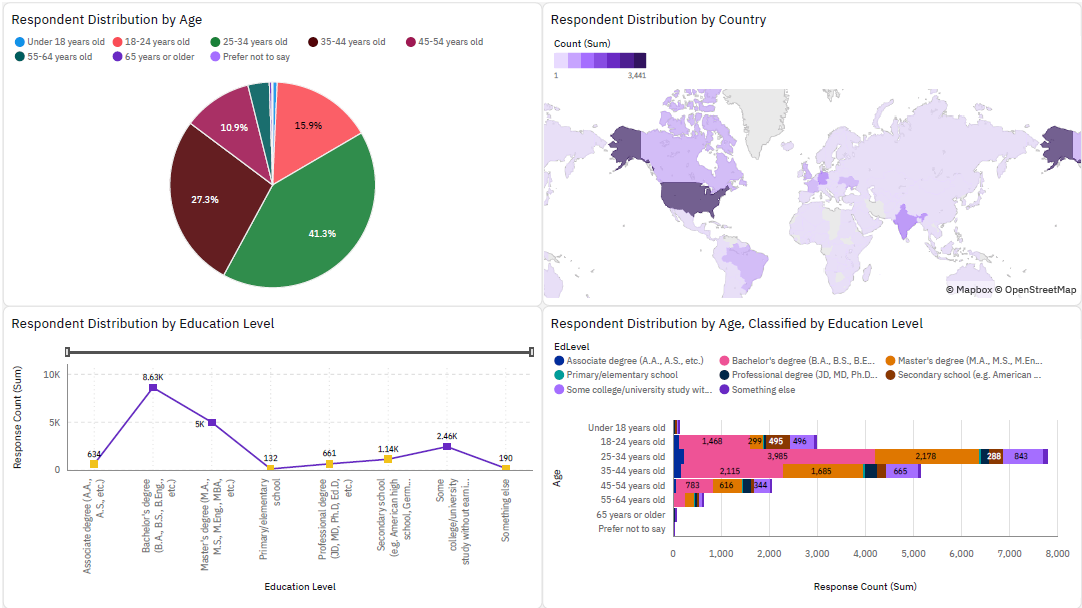 Respondent Distribution by Age
Under 18 years old
18-24 years old
25-34 years old
35-44 years old
45-54 years old
55-64 years old
65 years or older
Prefer not to say
15.9%
10.9%
27.3%
41.3%
Respondent Distribution by Country
Count (Sum)
1
3,441
© Mapbox © OpenStreetMap
Respondent Distribution by Education Level
Response Count (Sum)
10K
5K
0
634
8.63K
5K
132
661
1.14K
2.46K
190
Associate degree (A.A.,
A.S., etc.)
Bachelor's degree
(B.A., B.S., B.Eng.,
etc.)
Master's degree (M.A.,
M.S., M.Eng., MBA,
etc.)
Primary/elementary
school
Professional degree
(JD, MD, Ph.D, Ed.D,
etc.)
Secondary school
(e.g. American high
school, Germ...
Some
college/university
study without earni...
Something else
Education Level
Respondent Distribution by Age, Classified by Education Level
EdLevel
Associate degree (A.A., A.S., etc.)
Bachelor's degree (B.A., B.S., B.E...
Master's degree (M.A., M.S., M.En...
Primary/elementary school
Professional degree (JD, MD, Ph.D...
Secondary school (e.g. American ...
Some college/university study wit...
Something else
Age
Under 18 years old
18-24 years old
1,468
299
495
496
25-34 years old
3,985
2,178
288
843
35-44 years old
2,115
1,685
665
45-54 years old
783
616
344
55-64 years old
65 years or older
Prefer not to say
0
1,000
2,000
3,000
4,000
5,000
6,000
7,000
8,000
Response Count (Sum)